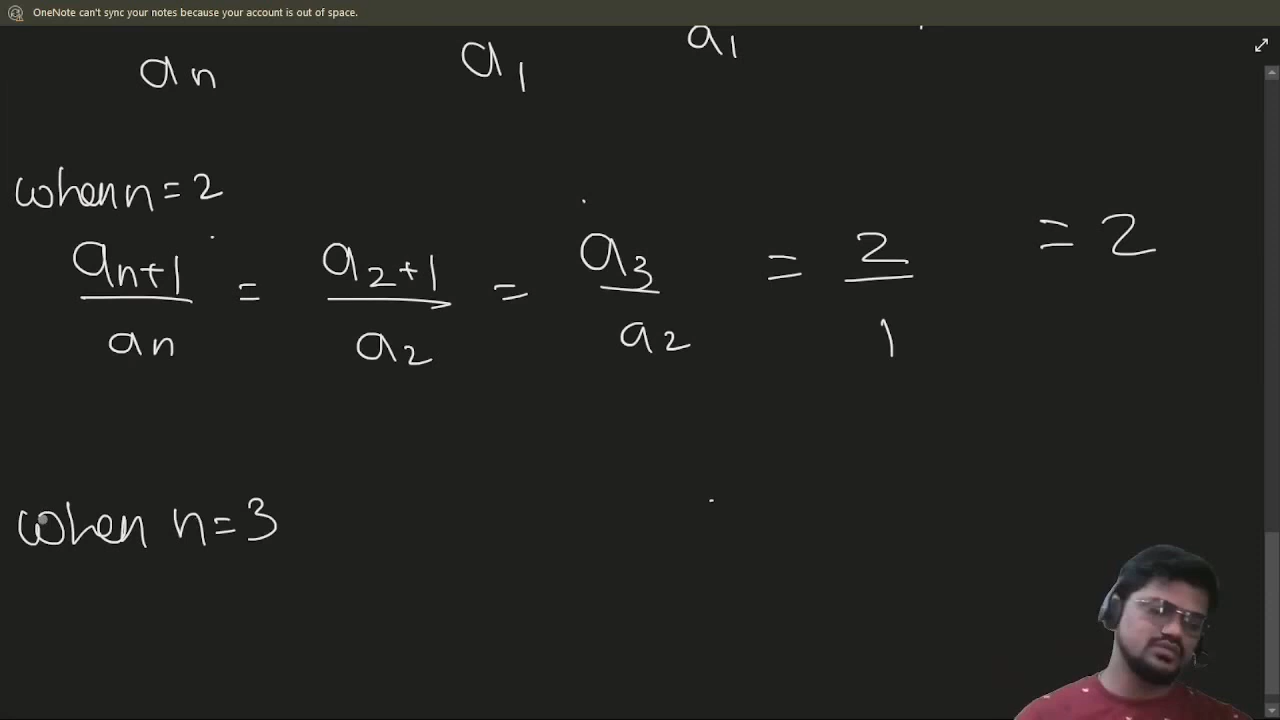 OneNote can't sync your notes because your account is out of space.
an a1 a1
when n = 2
an+1/an = a2+1/a2 = a3/a2 = 2/1 = 2
when n = 3